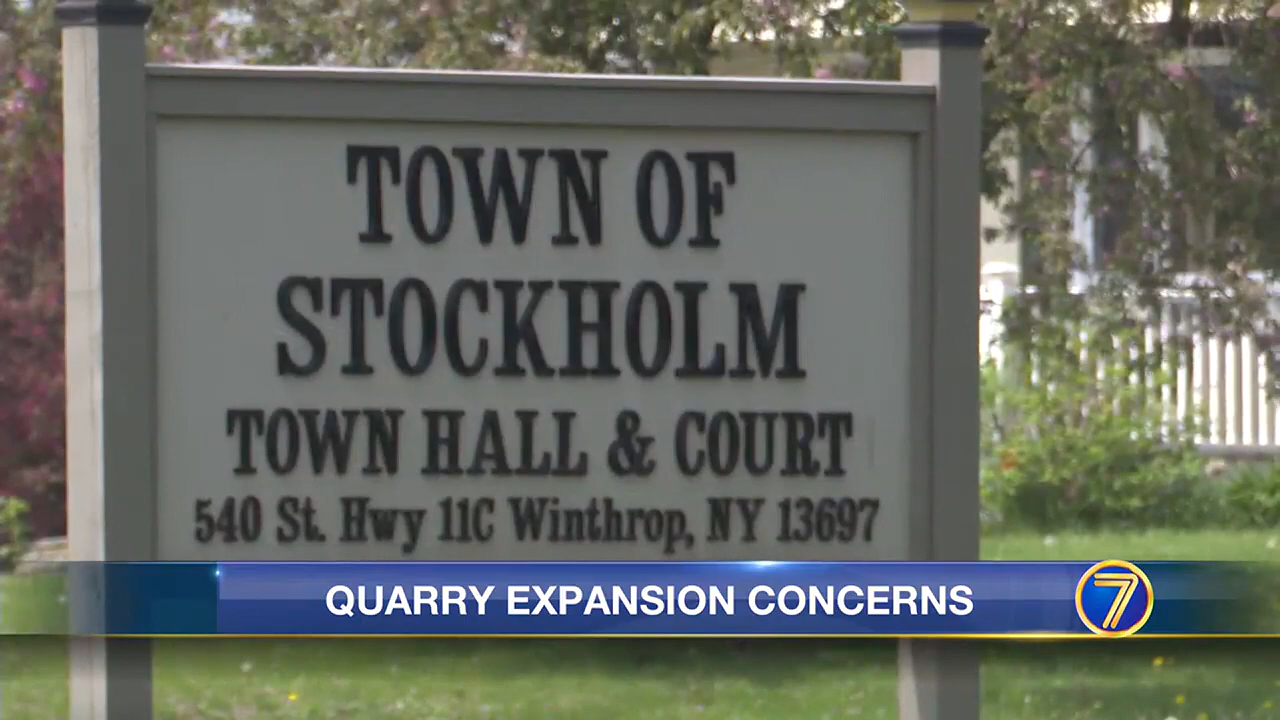 TOWN OF
STOCKHOLM
TOWN HALL & COURT
540 St. Hwy 11C Winthrop, NY 13697
QUARRY EXPANSION CONCERNS
7